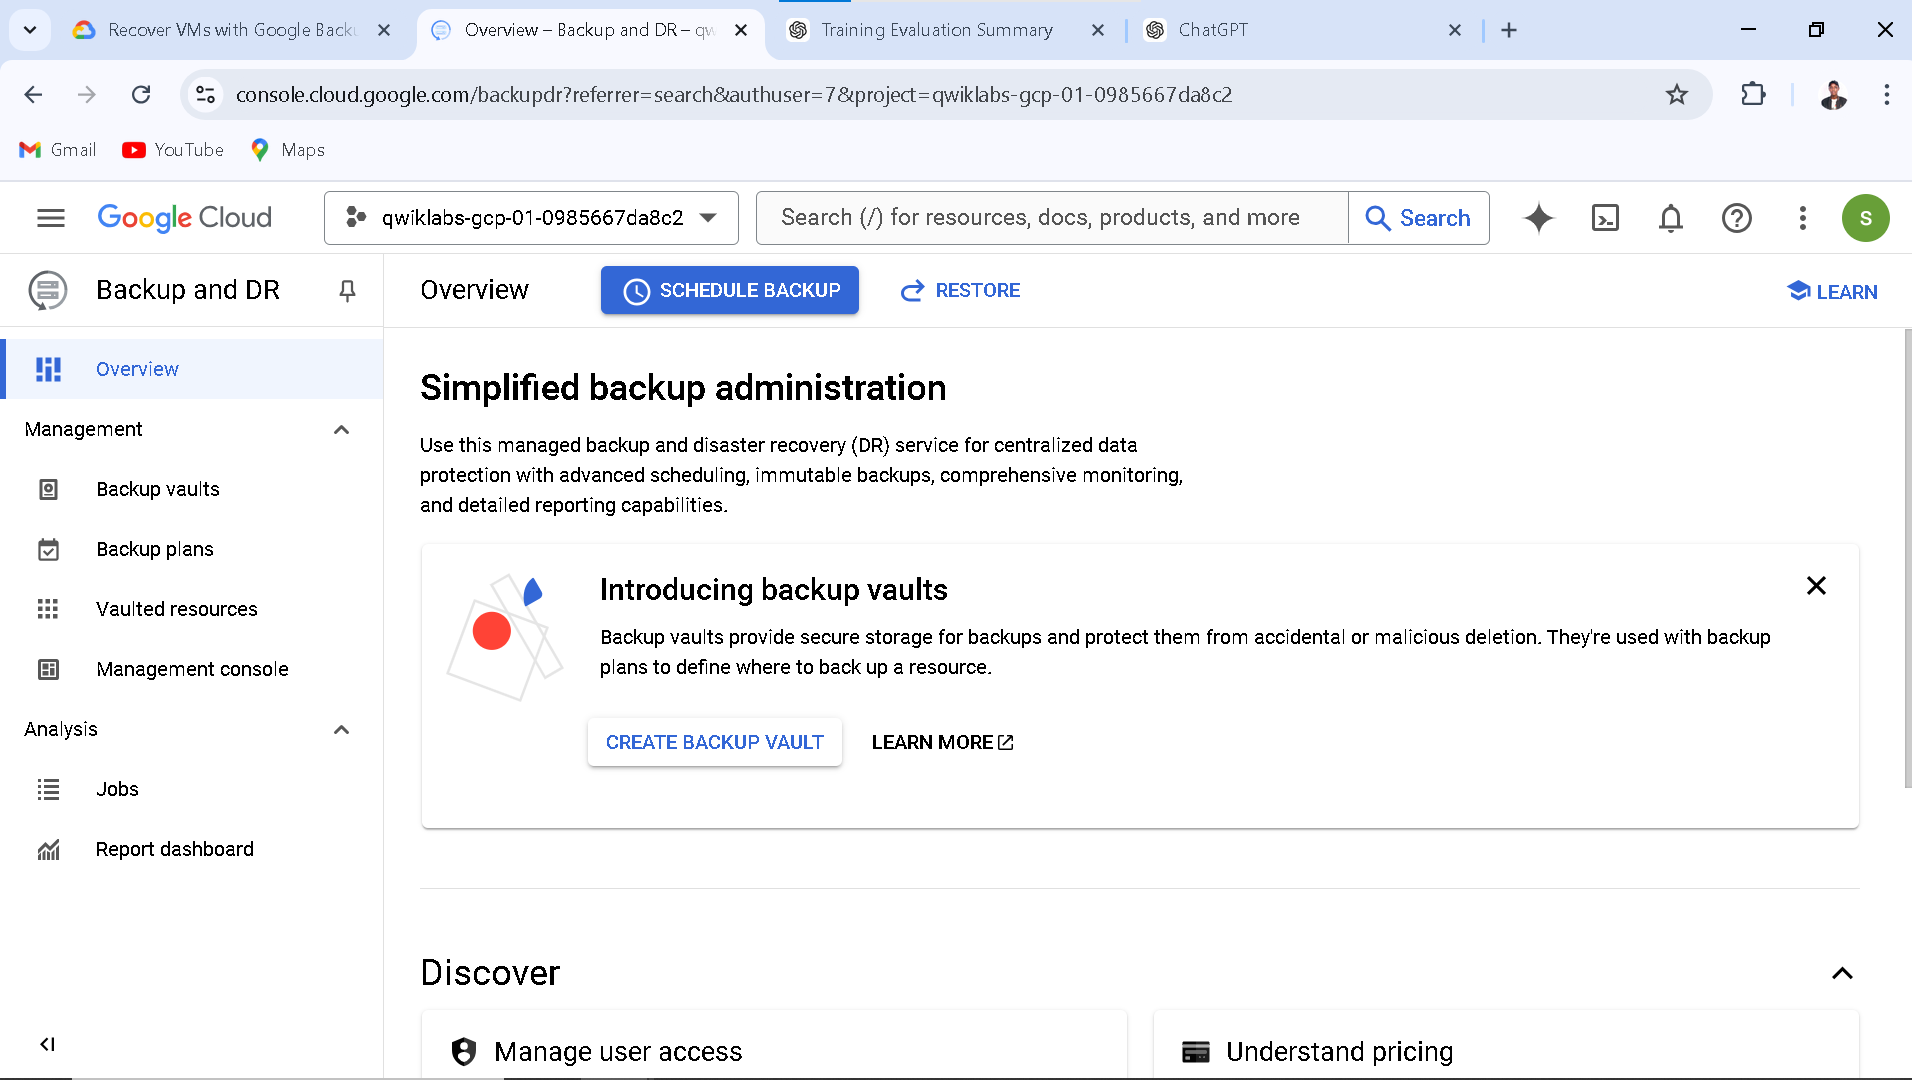 Recover VMs with Google Backu
Overview – Backup and DR – qw
Training Evaluation Summary
ChatGPT
console.cloud.google.com/backupdr?referrer=search&authuser=7&project=qwiklabs-gcp-01-0985667da8c2
Gmail
YouTube
Maps
Google Cloud
qwiklabs-gcp-01-0985667da8c2
Search (/) for resources, docs, products, and more
Search
S
Backup and DR
Overview
SCHEDULE BACKUP
RESTORE
LEARN
Overview
Management
Backup vaults
Backup plans
Vaulted resources
Management console
Analysis
Jobs
Report dashboard
Simplified backup administration
Use this managed backup and disaster recovery (DR) service for centralized data
protection with advanced scheduling, immutable backups, comprehensive monitoring,
and detailed reporting capabilities.
Introducing backup vaults
Backup vaults provide secure storage for backups and protect them from accidental or malicious deletion. They're used with backup
plans to define where to back up a resource.
CREATE BACKUP VAULT
LEARN MORE
Discover
Manage user access
Understand pricing